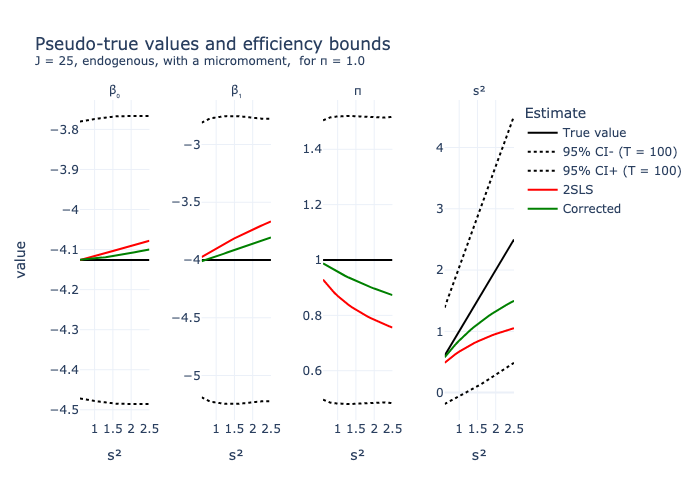 Pseudo-true values and efficiency bounds
J = 25, endogenous, with a micromoment, for π = 1.0
β₀ β₁ π s²
Estimate
True value
95% CI- (T = 100)
95% CI+ (T = 100)
2SLS
Corrected
value
−3.8
−3.9
−4
−4.1
−4.2
−4.3
−4.4
−4.5
−3
−3.5
−4
−4.5
−5
1.4
1.2
1
0.8
0.6
4
3
2
1
0
1 1.5 2 2.5 1 1.5 2 2.5 1 1.5 2 2.5 1 1.5 2 2.5
s² s² s² s²